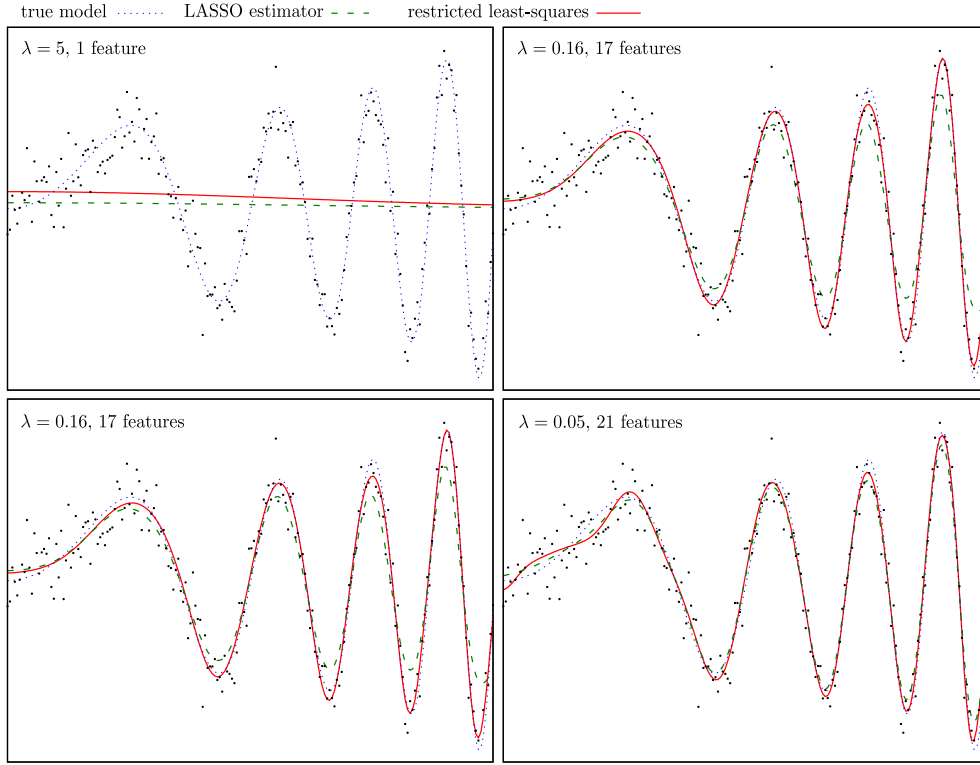 true model LASSO estimator restricted least-squares
λ = 5, 1 feature
λ = 0.16, 17 features
λ = 0.16, 17 features
λ = 0.05, 21 features